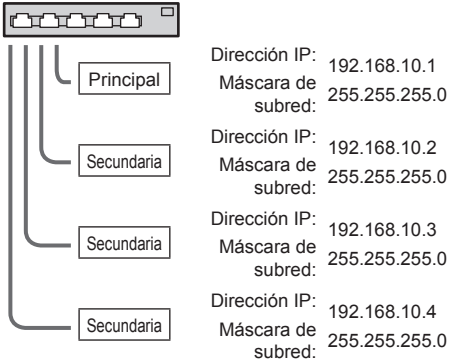 Principal
Dirección IP: 192.168.10.1
Máscara de
subred: 255.255.255.0
Secundaria
Dirección IP: 192.168.10.2
Máscara de
subred: 255.255.255.0
Secundaria
Dirección IP: 192.168.10.3
Máscara de
subred: 255.255.255.0
Secundaria
Dirección IP: 192.168.10.4
Máscara de
subred: 255.255.255.0